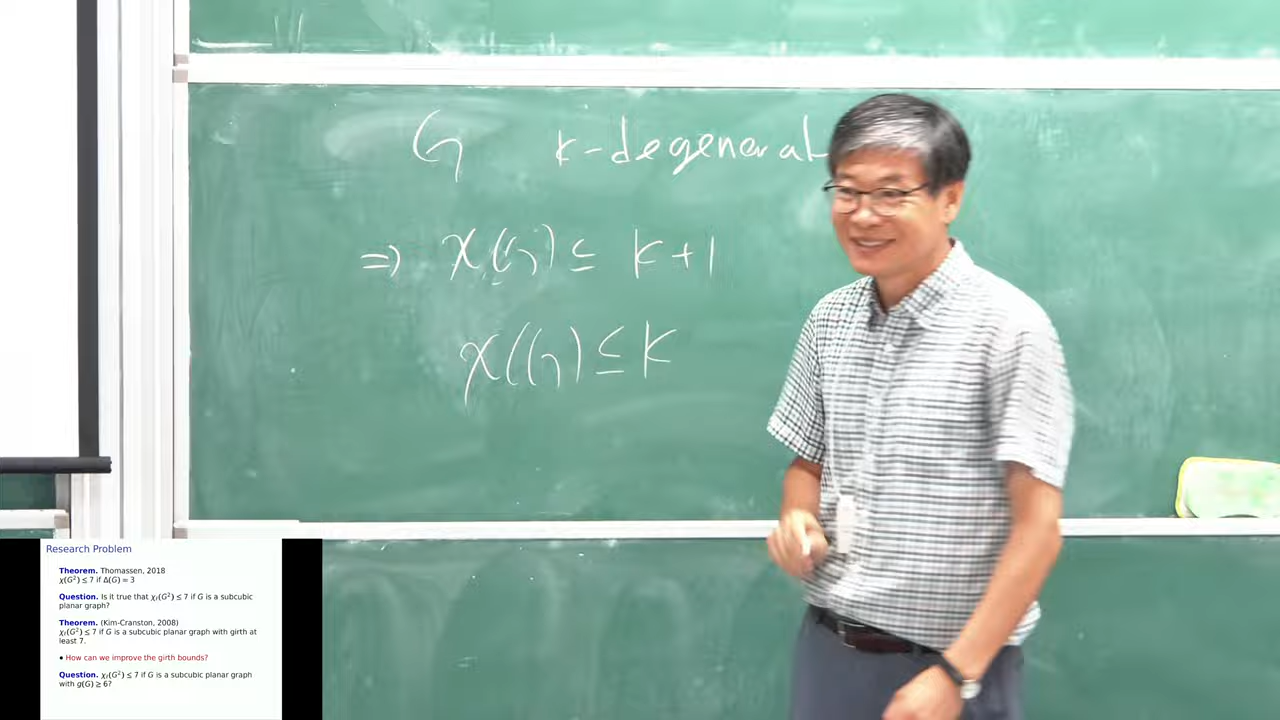 G k-degenerat
⇒ χ(G) ≤ k+1
χ(G) ≤ k
Research Problem
Theorem. Thomassen, 2018
χ(G²) ≤ 7 if Δ(G) = 3
Question. Is it true that χℓ(G²) ≤ 7 if G is a subcubic
planar graph?
Theorem. (Kim-Cranston, 2008)
χℓ(G²) ≤ 7 if G is a subcubic planar graph with girth at
least 7.
• How can we improve the girth bounds?
Question. χℓ(G²) ≤ 7 if G is a subcubic planar graph
with g(G) ≥ 6?